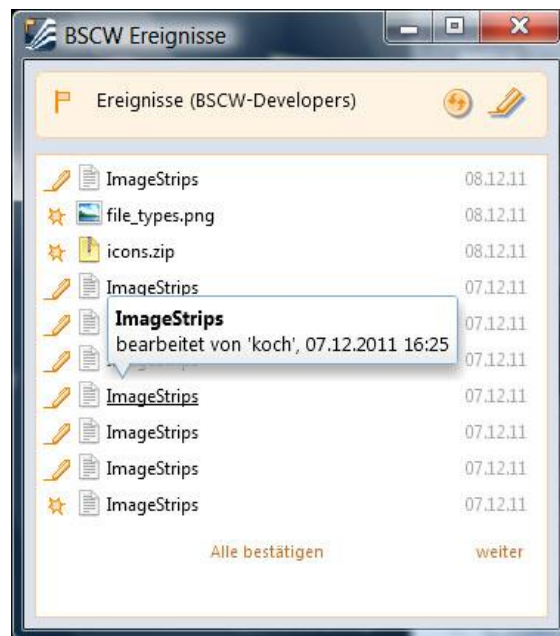 BSCW Ereignisse
Ereignisse (BSCW-Developers)
ImageStrips 08.12.11
file_types.png 08.12.11
icons.zip 08.12.11
ImageStrips 07.12.11
07.12.11
ImageStrips
bearbeitet von 'koch', 07.12.2011 16:25
07.12.11
ImageStrips 07.12.11
ImageStrips 07.12.11
ImageStrips 07.12.11
ImageStrips 07.12.11
Alle bestätigen weiter